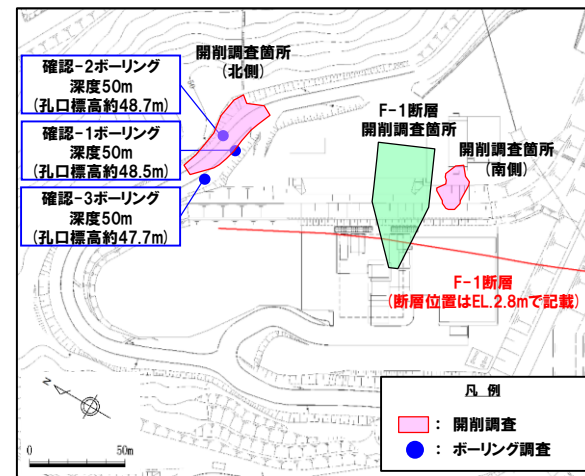 開削調査箇所
(北側)
確認-2ボーリング
深度50m
(孔口標高約48.7m)
確認-1ボーリング
深度50m
(孔口標高約48.5m)
確認-3ボーリング
深度50m
(孔口標高約47.7m)
F-1断層
開削調査箇所
開削調査箇所
(南側)
F-1断層
(断層位置はEL.2.8mで記載)
N
0 50m
凡 例
: 開削調査
: ボーリング調査